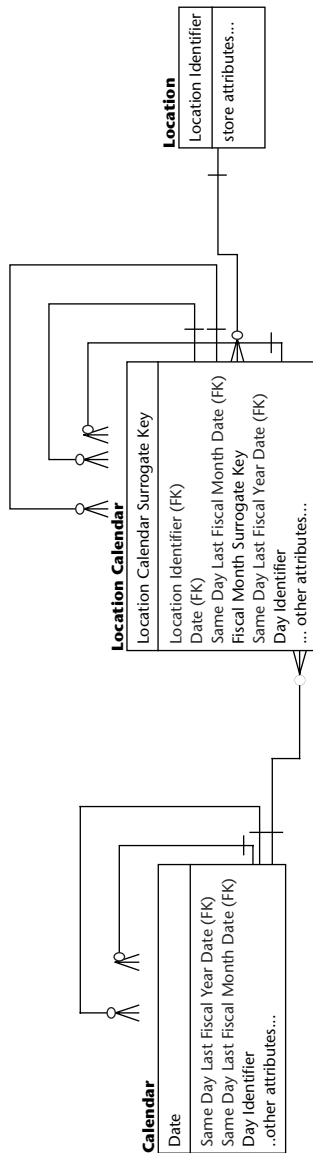 Calendar
Date
Same Day Last Fiscal Year Date (FK)
Same Day Last Fiscal Month Date (FK)
Day Identifier
..other attributes...
Location Calendar
Location Calendar Surrogate Key
Location Identifier (FK)
Date (FK)
Same Day Last Fiscal Month Date (FK)
Fiscal Month Surrogate Key
Same Day Last Fiscal Year Date (FK)
Day Identifier
... other attributes...
Location
Location Identifier
store attributes...